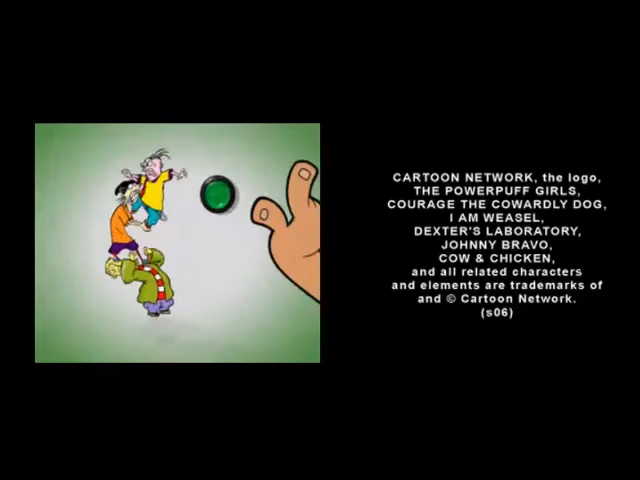 CARTOON NETWORK, the logo,
THE POWERPUFF GIRLS,
COURAGE THE COWARDLY DOG,
I AM WEASEL,
DEXTER'S LABORATORY,
JOHNNY BRAVO,
COW & CHICKEN,
and all related characters
and elements are trademarks of
and © Cartoon Network.
(s06)